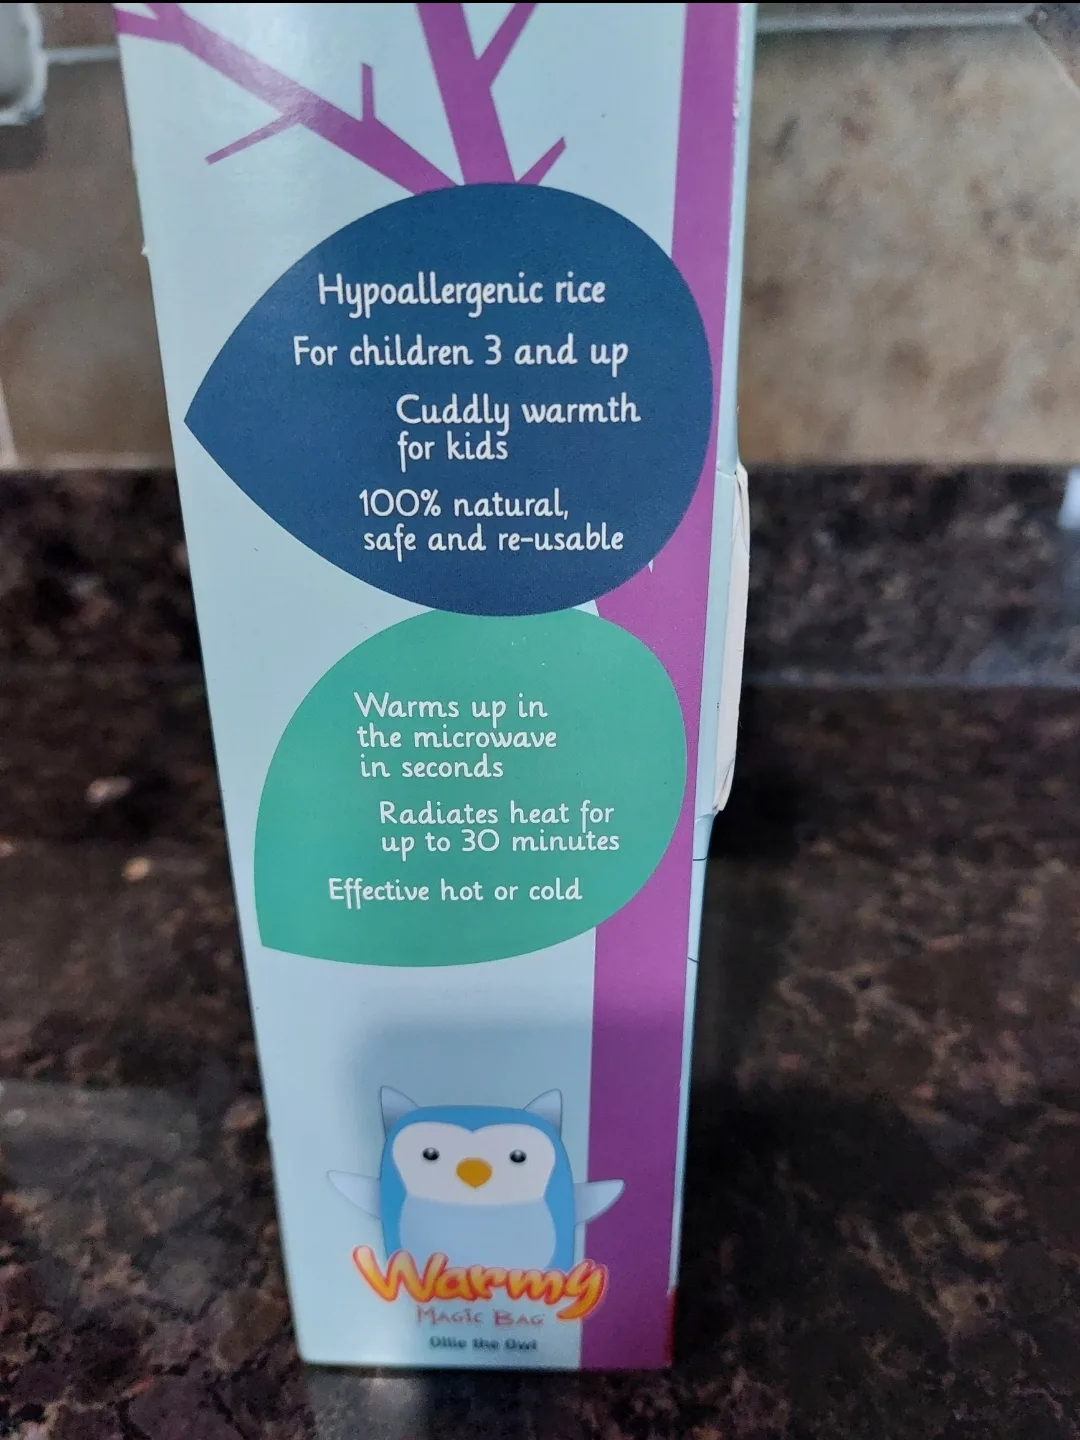 Hypoallergenic rice
For children 3 and up
Cuddly warmth
for kids
100% natural,
safe and re-usable
Warms up in
the microwave
in seconds
Radiates heat for
up to 30 minutes
Effective hot or cold
Warmy
MAGIC BAG
Ollie the Owl